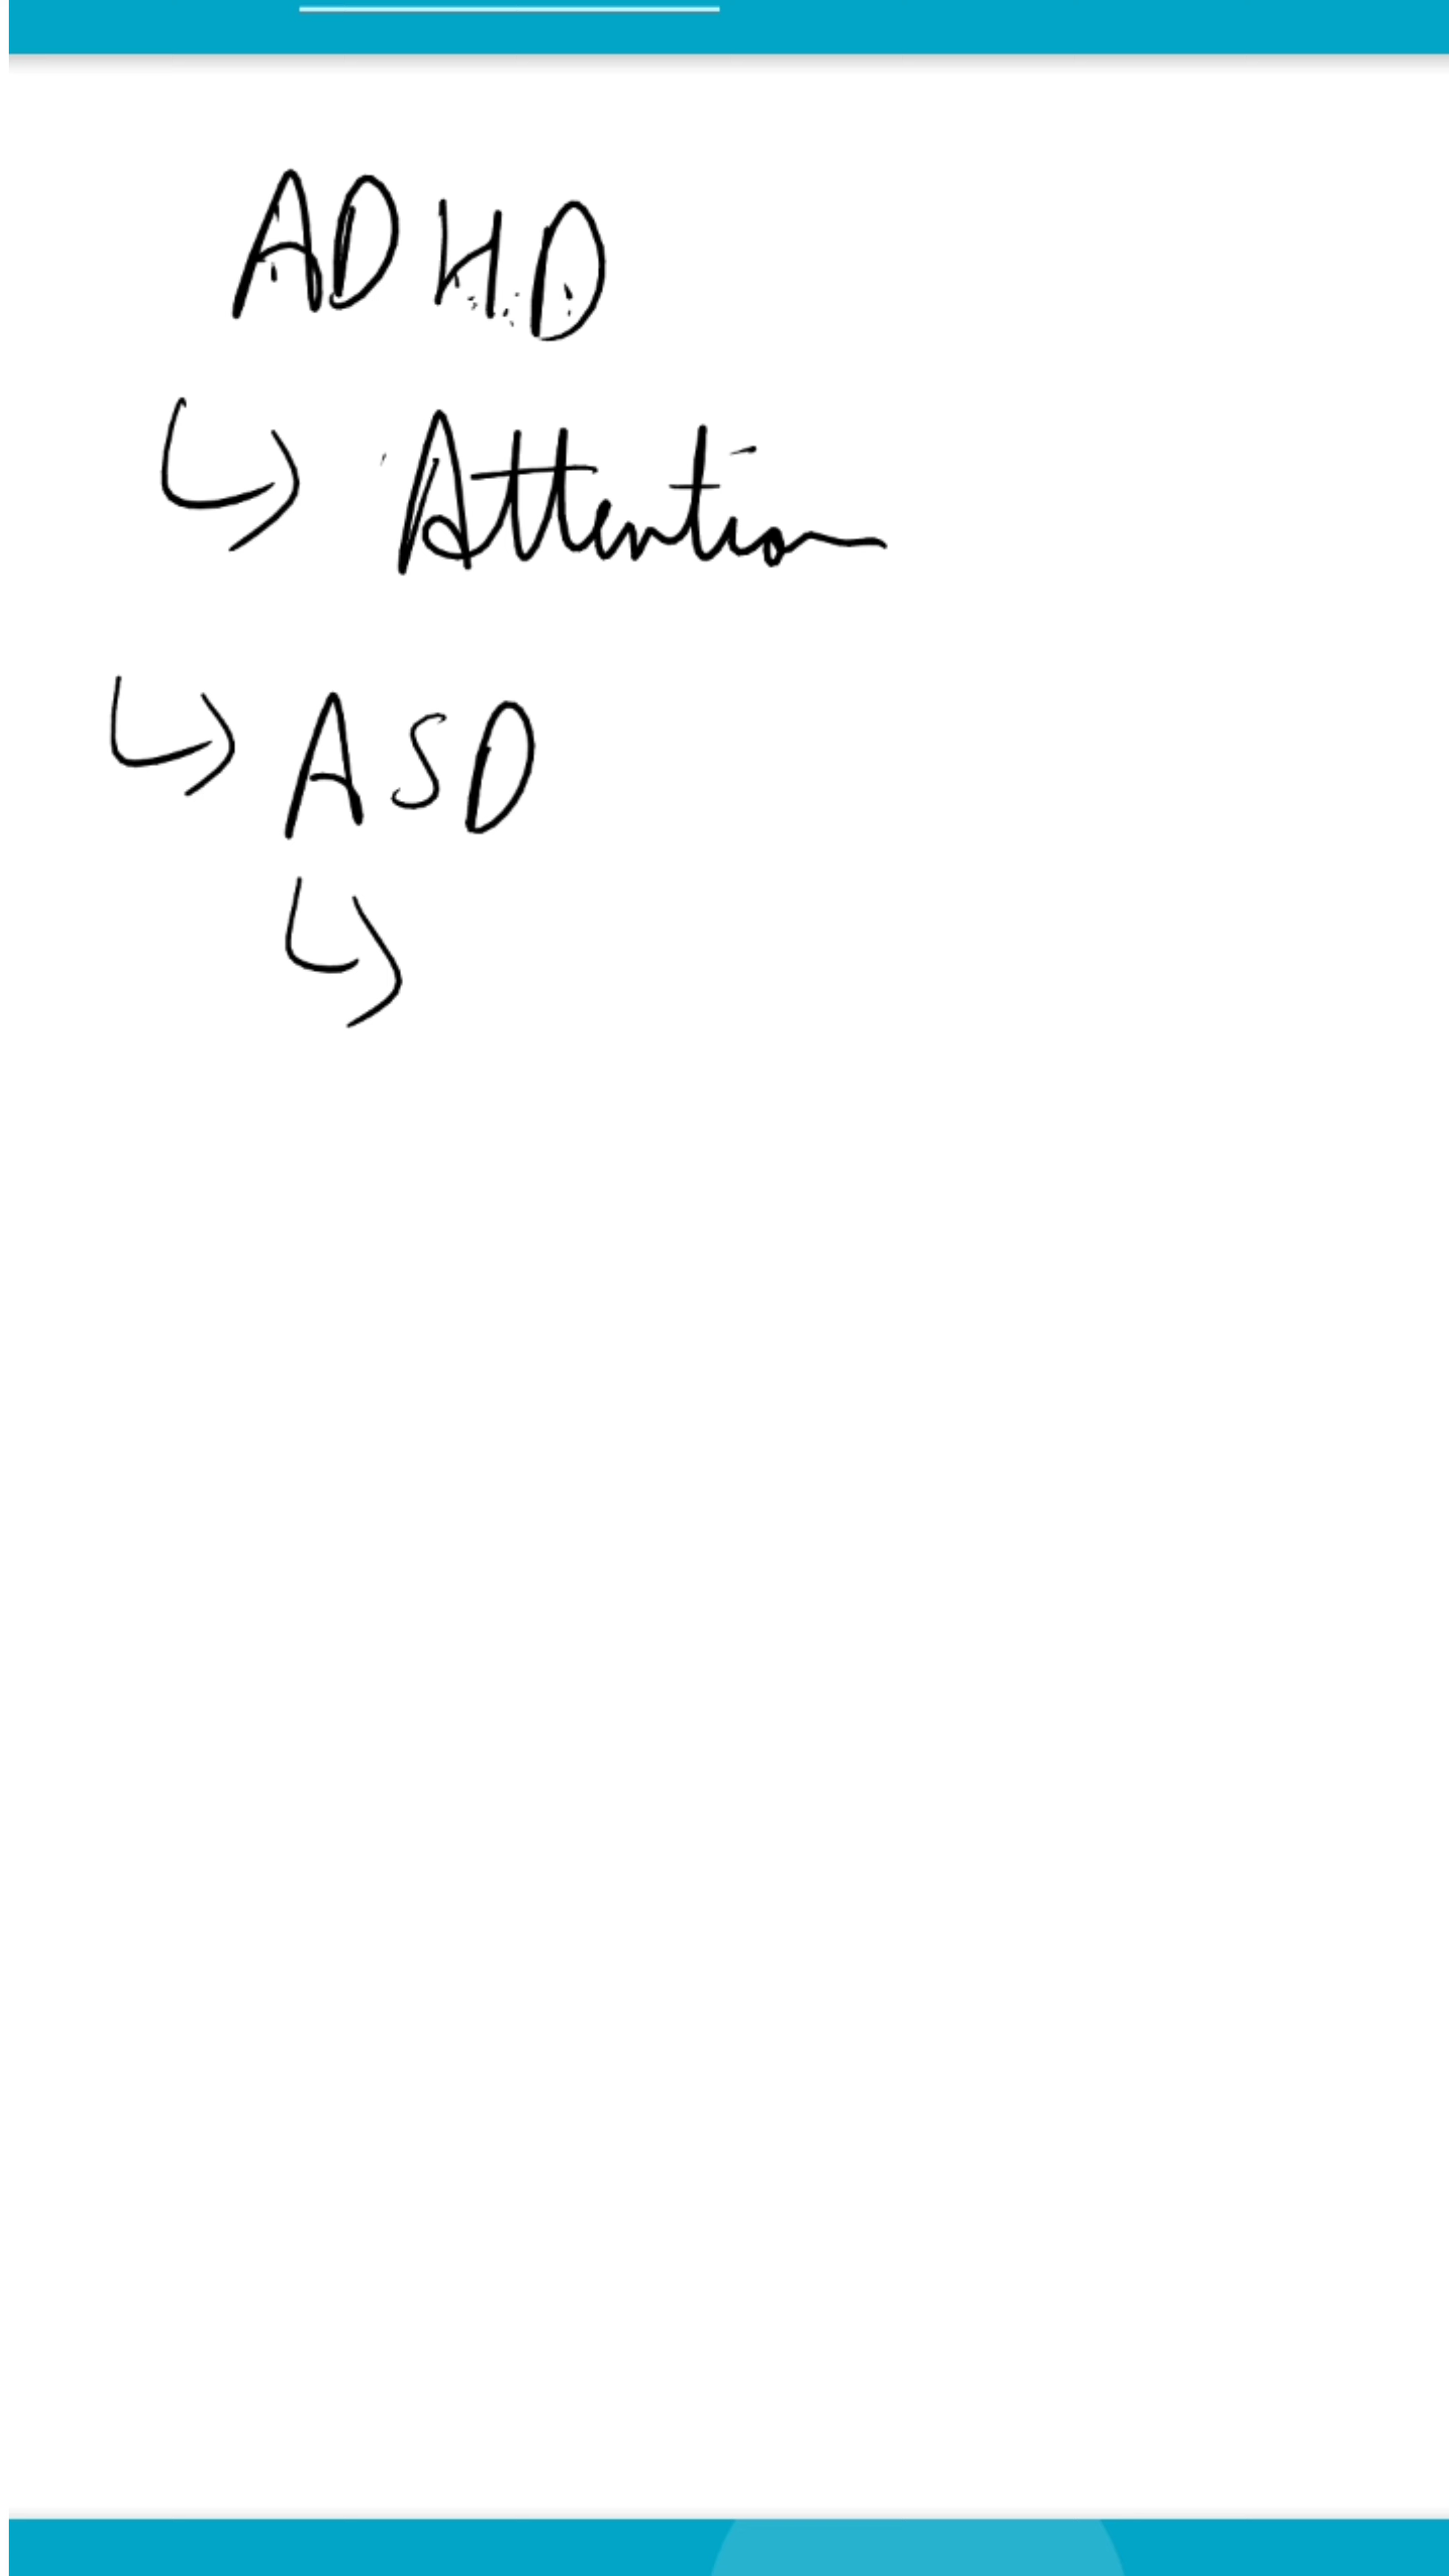 ADHD
↳ Attention
↳ ASD
↳